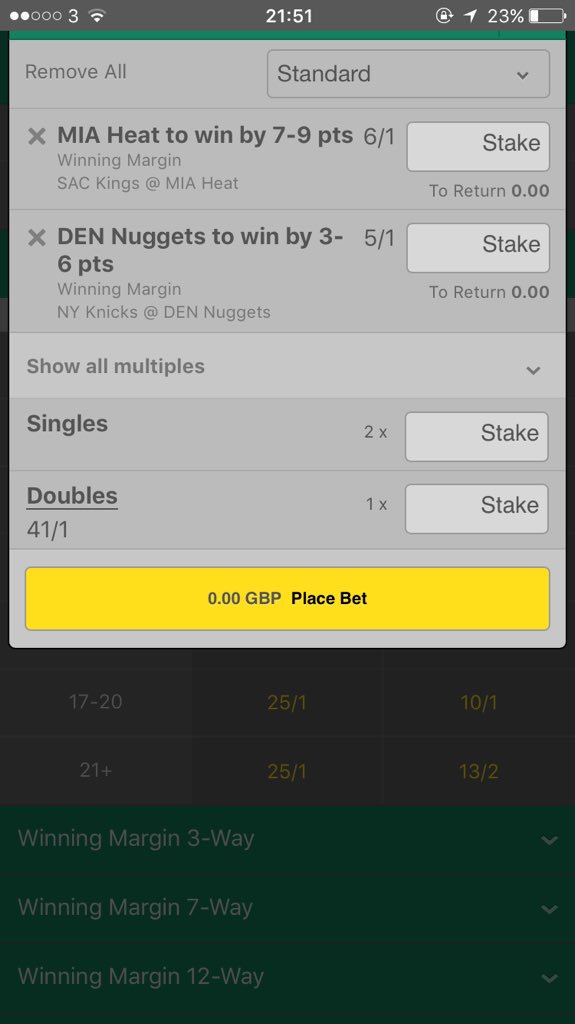 3 21:51 23%
Remove All Standard
MIA Heat to win by 7-9 pts 6/1 Stake
Winning Margin
SAC Kings @ MIA Heat To Return 0.00
DEN Nuggets to win by 3- 5/1 Stake
6 pts
Winning Margin To Return 0.00
NY Knicks @ DEN Nuggets
Show all multiples
Singles 2 x Stake
Doubles 1 x Stake
41/1
0.00 GBP Place Bet
17-20 25/1 10/1
21+ 25/1 13/2
Winning Margin 3-Way
Winning Margin 7-Way
Winning Margin 12-Way